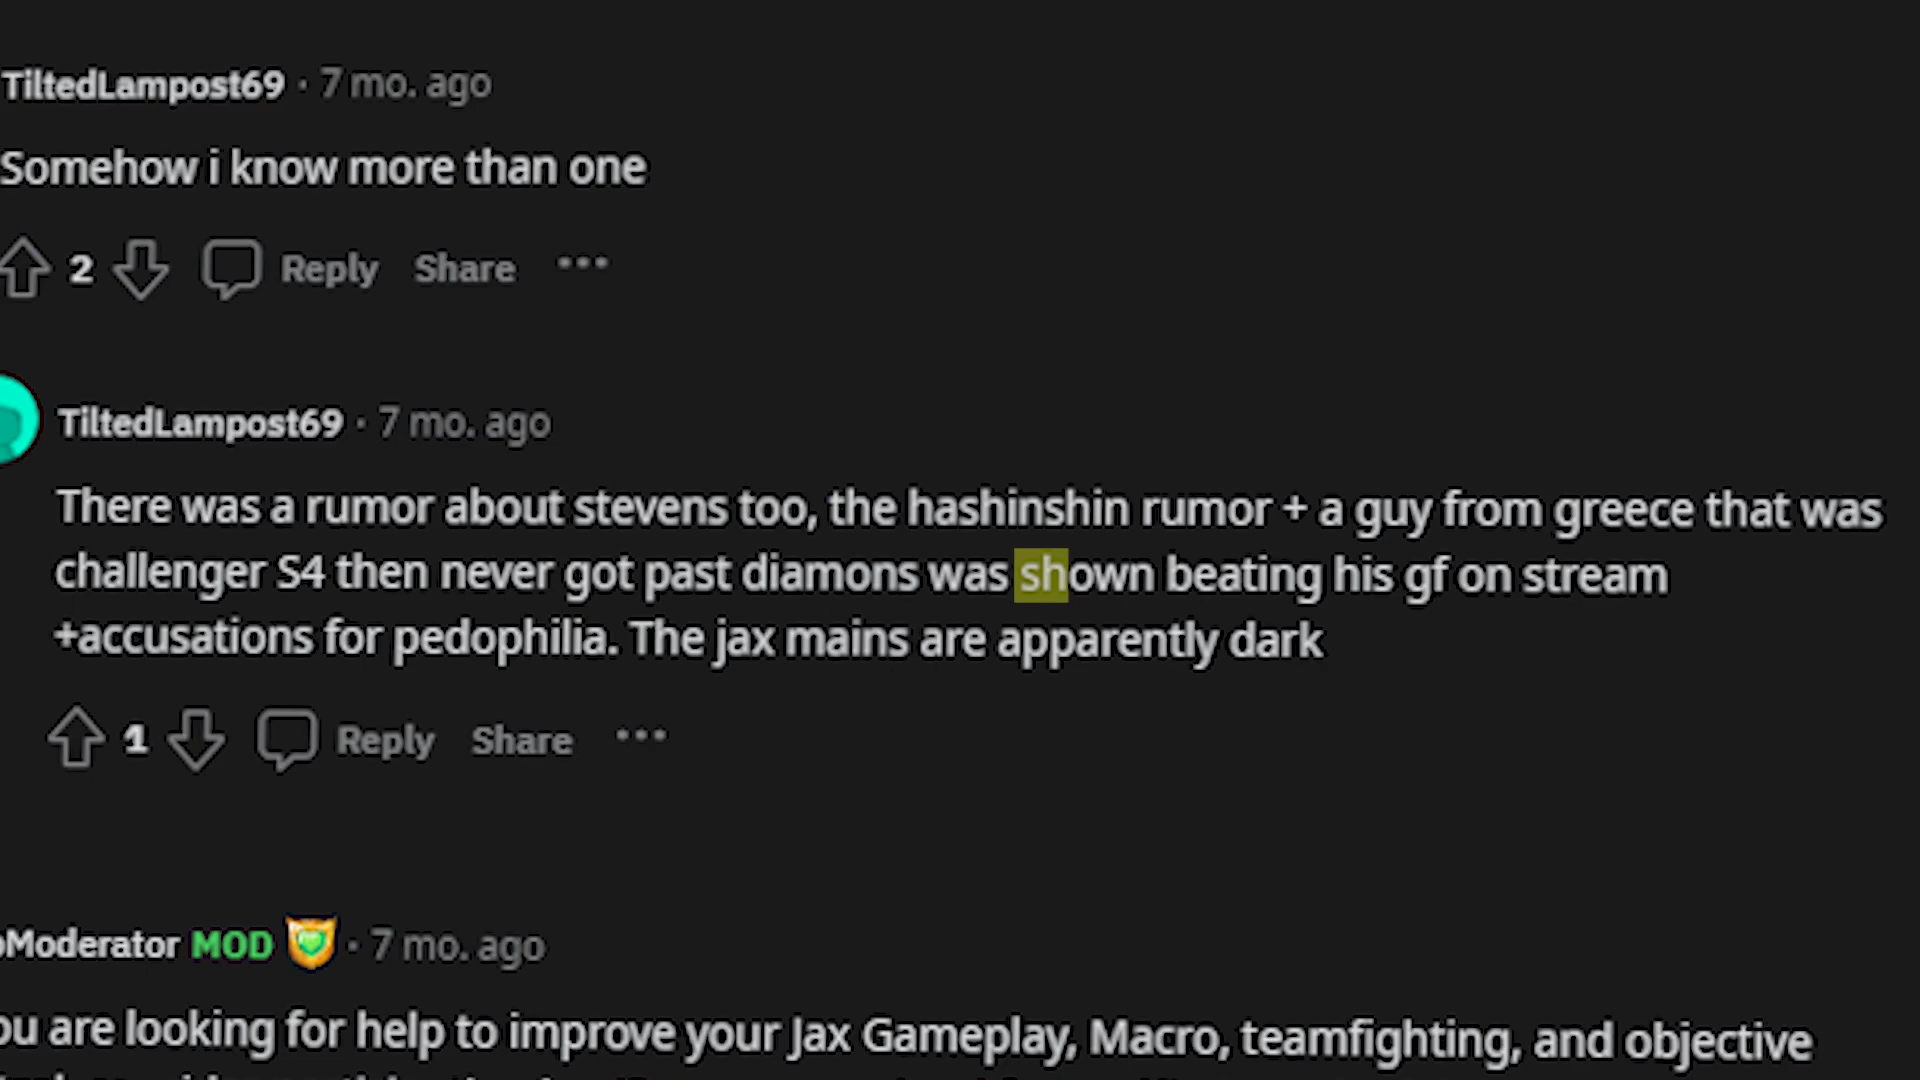 TiltedLampost69 · 7 mo. ago
Somehow i know more than one
2 Reply Share ...
TiltedLampost69 · 7 mo. ago
There was a rumor about stevens too, the hashinshin rumor + a guy from greece that was
challenger S4 then never got past diamons was shown beating his gf on stream
+accusations for pedophilia. The jax mains are apparently dark
1 Reply Share ...
oModerator MOD · 7 mo. ago
ou are looking for help to improve your Jax Gameplay, Macro, teamfighting, and objective